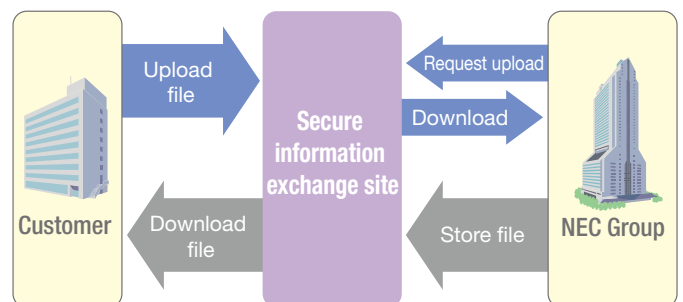 Customer
Upload
file
Download
file
Secure
information
exchange site
Request upload
Download
Store file
NEC Group